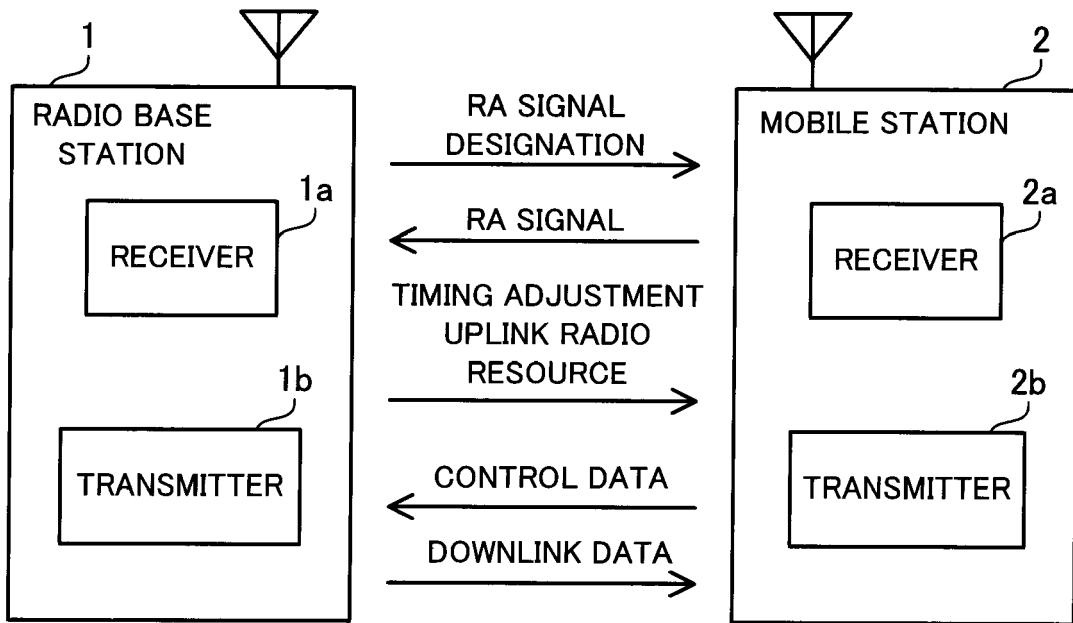 1
RADIO BASE
STATION
1a
RECEIVER
1b
TRANSMITTER
RA SIGNAL
DESIGNATION
RA SIGNAL
TIMING ADJUSTMENT
UPLINK RADIO
RESOURCE
CONTROL DATA
DOWNLINK DATA
2
MOBILE STATION
2a
RECEIVER
2b
TRANSMITTER